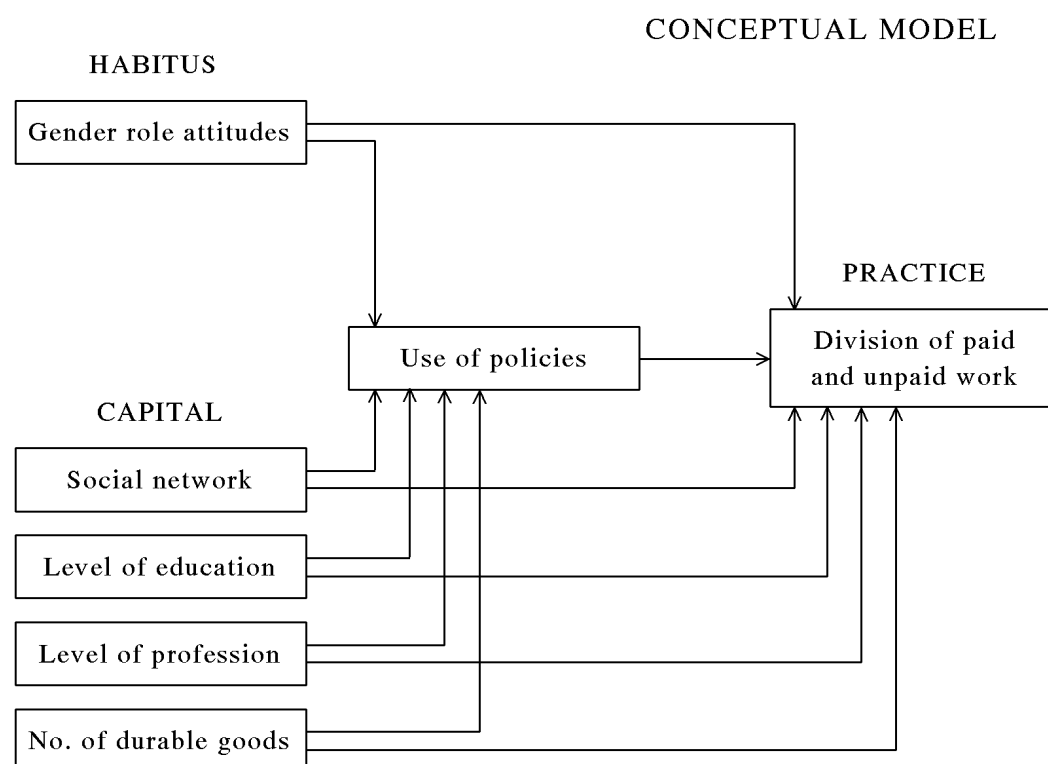 CONCEPTUAL MODEL
HABITUS
Gender role attitudes
PRACTICE
Division of paid
and unpaid work
Use of policies
CAPITAL
Social network
Level of education
Level of profession
No. of durable goods